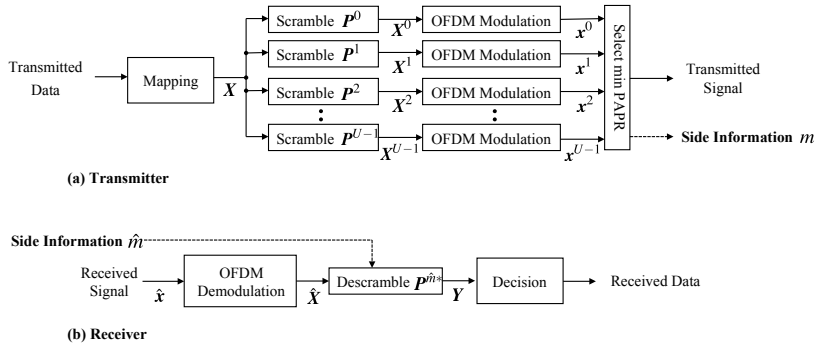 Transmitted Data
Mapping
X
Scramble P^0
X^0
OFDM Modulation
x^0
Scramble P^1
X^1
OFDM Modulation
x^1
Scramble P^2
X^2
OFDM Modulation
x^2
Scramble P^{U-1}
X^{U-1}
OFDM Modulation
x^{U-1}
Select min PAPR
Transmitted Signal
Side Information m
(a) Transmitter
Side Information m̂
Received Signal
x̂
OFDM Demodulation
X̂
Descramble P^{m̂*}
Y
Decision
Received Data
(b) Receiver